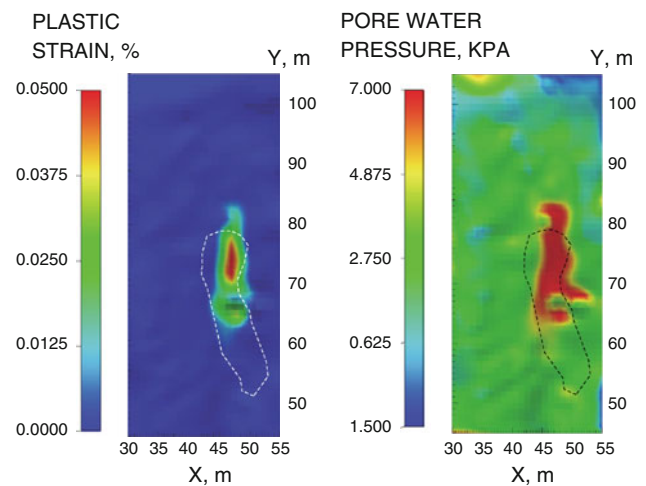 PLASTIC
STRAIN, %
Y, m
0.0500
0.0375
0.0250
0.0125
0.0000
100
90
80
70
60
50
30 35 40 45 50 55
X, m
PORE WATER
PRESSURE, KPA
Y, m
7.000
4.875
2.750
0.625
1.500
100
90
80
70
60
50
30 35 40 45 50 55
X, m